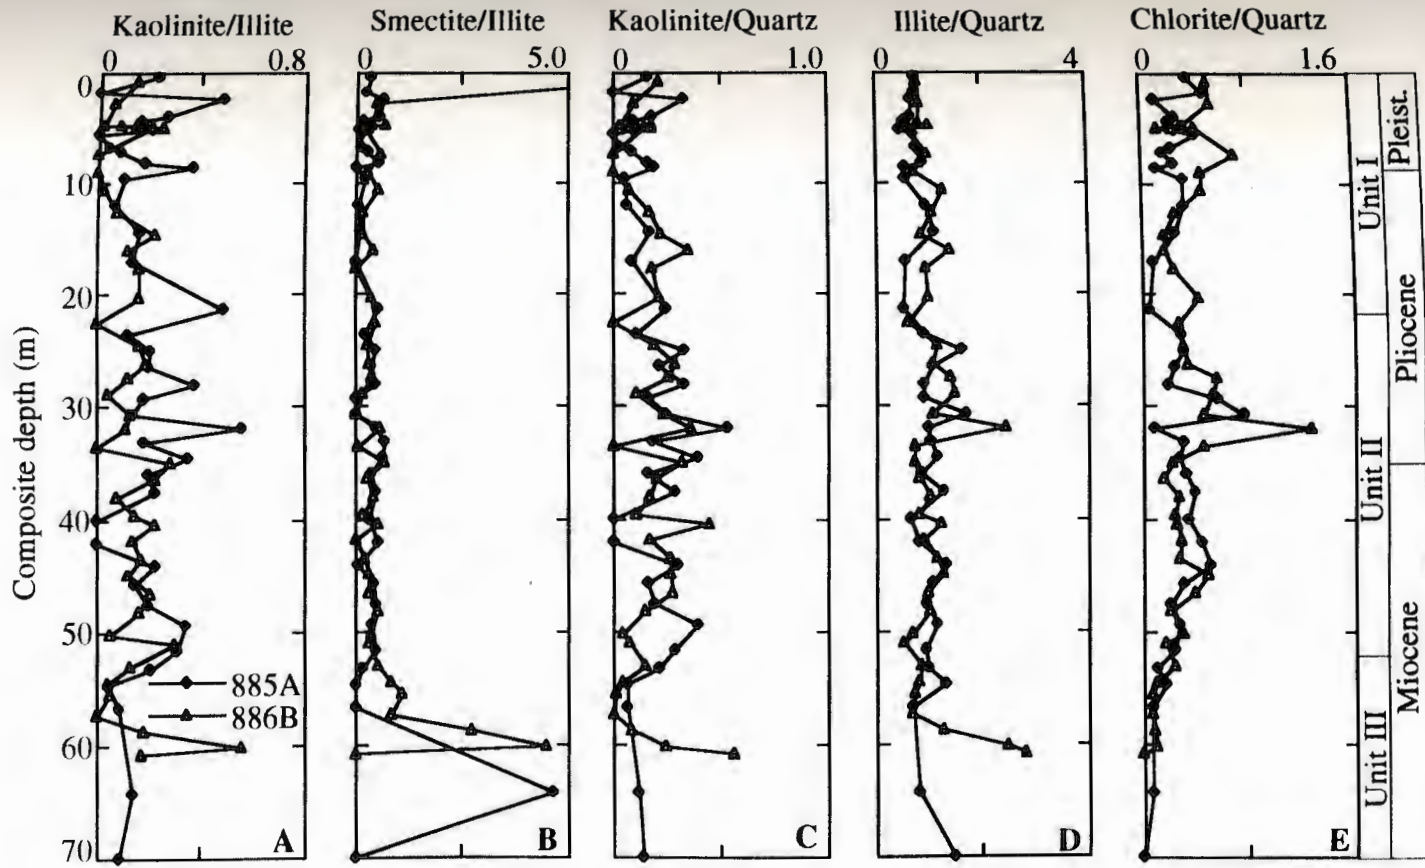 Kaolinite/Illite Smectite/Illite Kaolinite/Quartz Illite/Quartz Chlorite/Quartz
0 0.8 0 5.0 0 1.0 0 4 0 1.6
0
10
20
30
40
50
60
70
Composite depth (m)
885A
886B
A B C D E
Unit I
Unit II
Unit III
Pleist.
Pliocene
Miocene